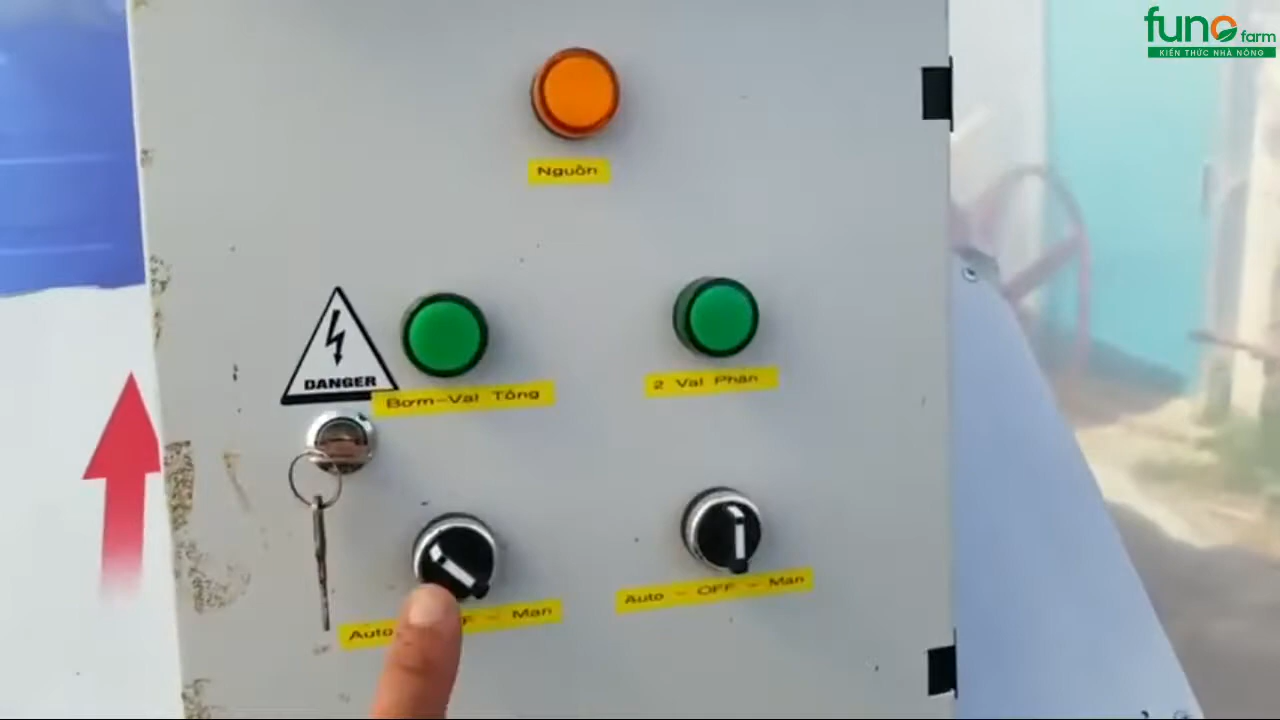 funo farm
KIẾN THỨC NHÀ NÔNG
Nguồn
DANGER
Bơm-Val Tổng
2 Val Phân
Auto - OFF - Man
Auto F - Man